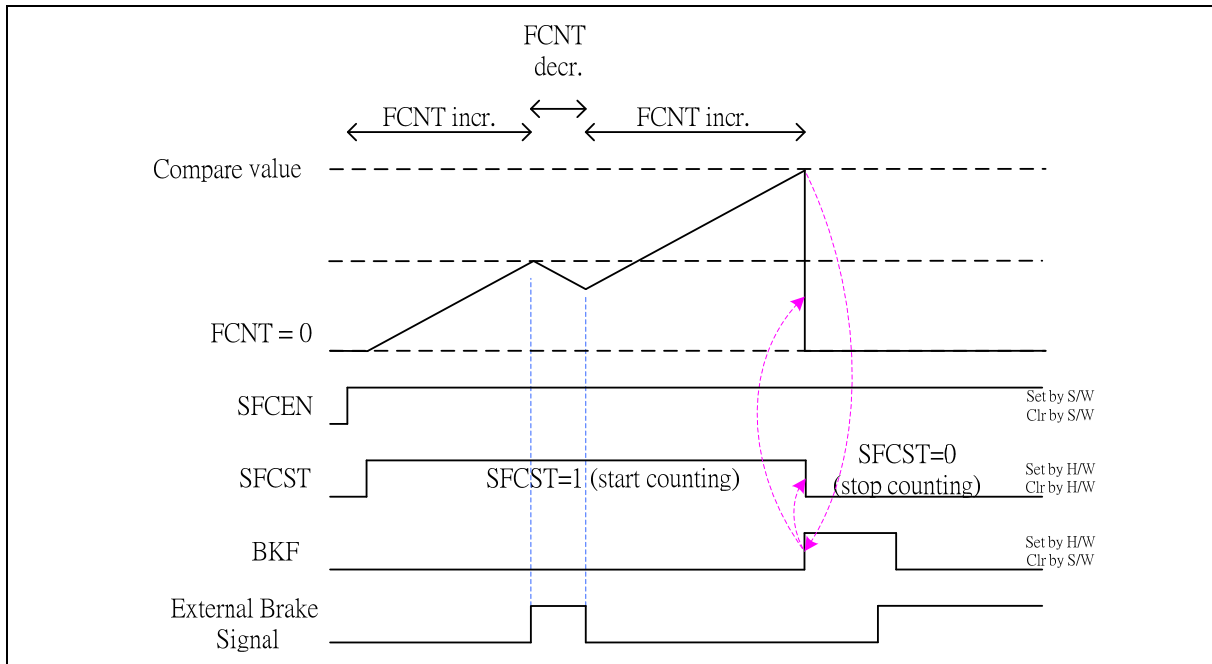 FCNT
decr.
FCNT incr.
FCNT incr.
Compare value
FCNT = 0
SFCEN
Set by S/W
Clr by S/W
SFCST
SFCST=1 (start counting)
SFCST=0
(stop counting)
Set by H/W
Clr by H/W
BKF
Set by H/W
Clr by S/W
External Brake
Signal